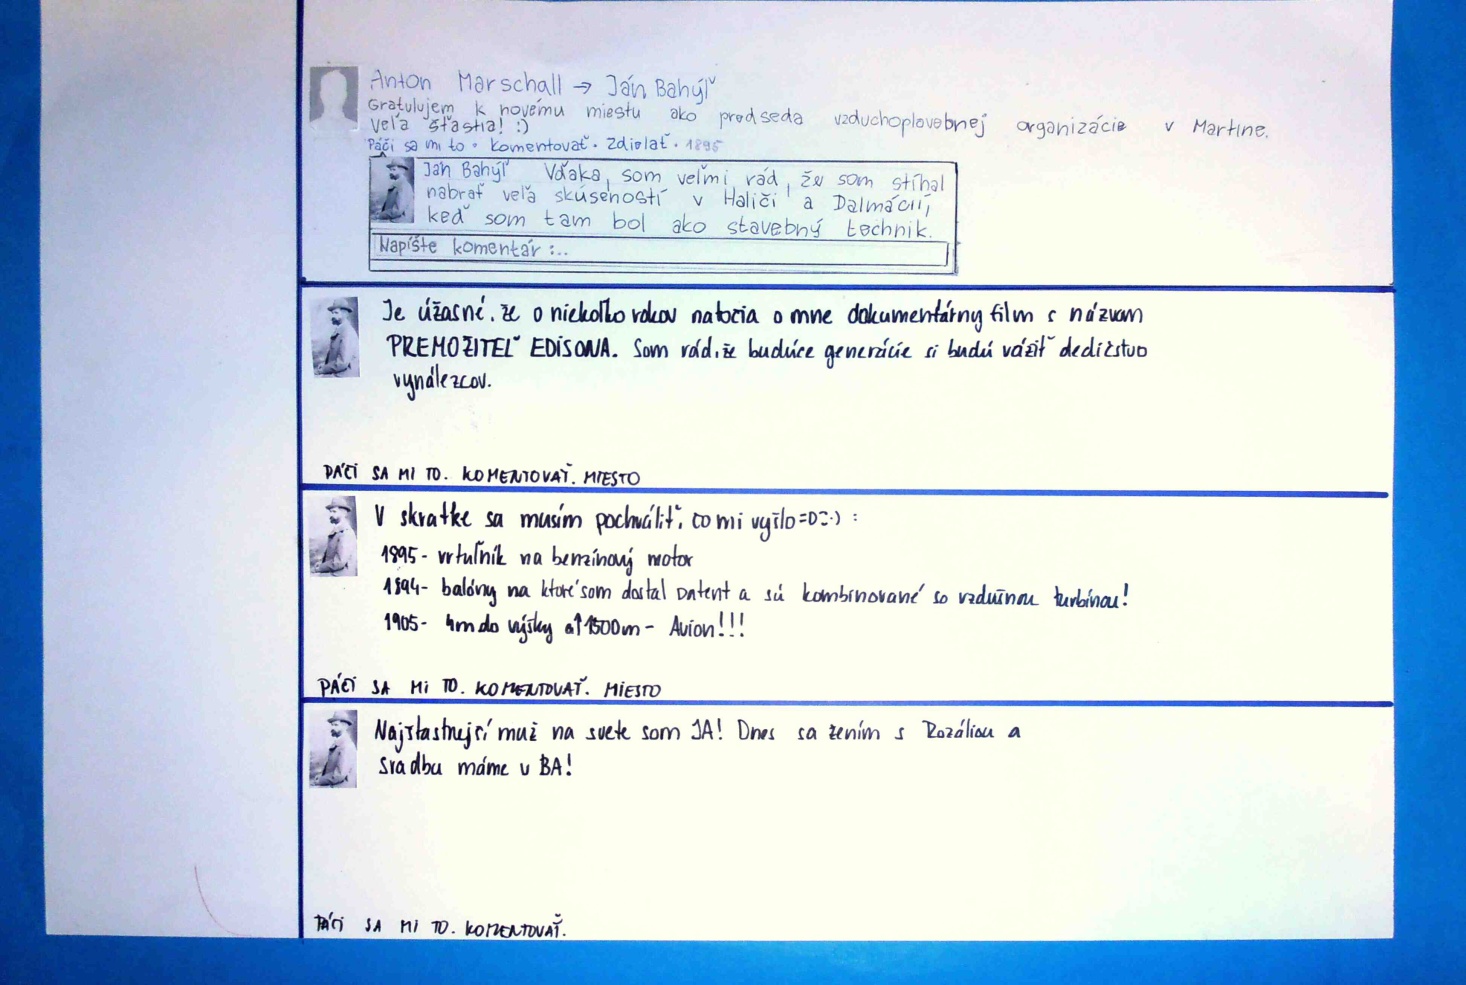 Anton Marschall → Ján Bahýľ
Gratulujem k novému miestu ako predseda vzduchoplavebnej organizácie v Martine.
Veľa šťastia! :)
Páči sa mi to · Komentovať · Zdieľať · 1895
Ján Bahýľ Vďaka, som veľmi rád, že som stíhal
nabrať veľa skúseností v Haliči a Dalmácii,
keď som tam bol ako stavebný technik.
Napíšte komentár :..
Je úžasné, že o niekoľko rokov natocia o mne dokumentárny film s názvom
PREMOŽITEĽ EDISONA. Som rád, že budúce generácie si budú vážiť dedičstvo
vynálezcov.
PÁČI SA MI TO. KOMENTOVAŤ. MIESTO
V skratke sa musím pochváliť, čo mi vyšlo =D :-) :
1895 - vrtuľník na benzínový motor
1894 - balóny na ktoré som dostal patent a sú kombinované so vzdušnou turbínou!
1905 - 4m do výšky a ↑1500m - Avion!!!
PÁČI SA MI TO. KOMENTOVAŤ. MIESTO
Najšťastnejší muž na svete som JA! Dnes sa žením s Rozáliou a
svadbu máme v BA!
PÁČI SA MI TO. KOMENTOVAŤ.